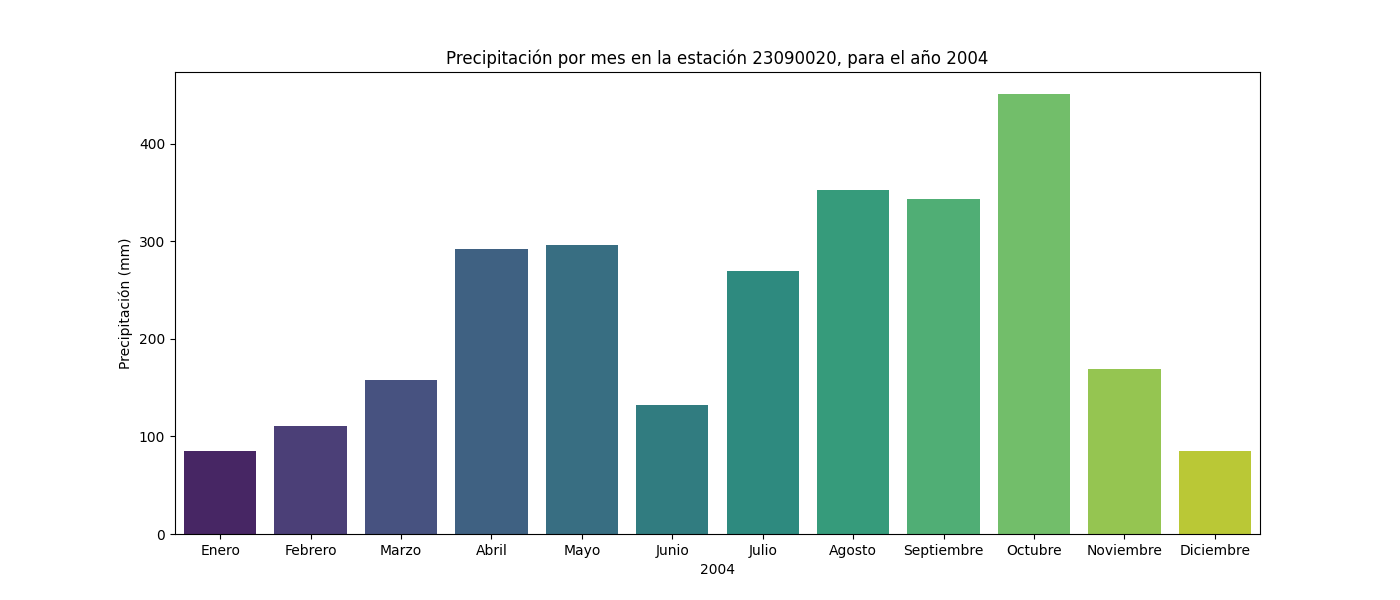 Precipitación por mes en la estación 23090020, para el año 2004
Precipitación (mm)
400
300
200
100
0
Enero Febrero Marzo Abril Mayo Junio Julio Agosto Septiembre Octubre Noviembre Diciembre
2004